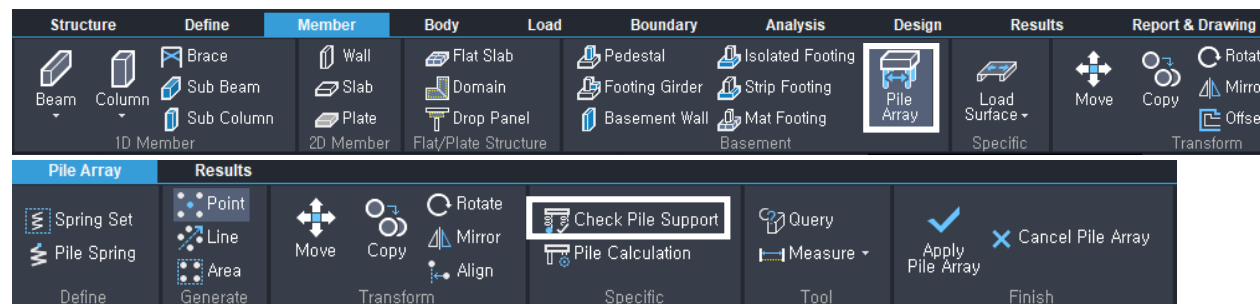 Structure Define Member Body Load Boundary Analysis Design Results Report & Drawing
Beam Column Brace Sub Beam Sub Column
1D Member
Wall Slab Plate
2D Member
Flat Slab Domain Drop Panel
Flat/Plate Structure
Pedestal Isolated Footing
Footing Girder Strip Footing
Basement Wall Mat Footing
Pile Array
Basement
Load Surface
Specific
Move Copy Rotat Mirro Offse
Transform
Pile Array Results
Spring Set
Pile Spring
Define
Point
Line
Area
Generate
Move Copy Rotate Mirror Align
Transform
Check Pile Support
Pile Calculation
Specific
Query
Measure
Tool
Apply Pile Array
Cancel Pile Array
Finish